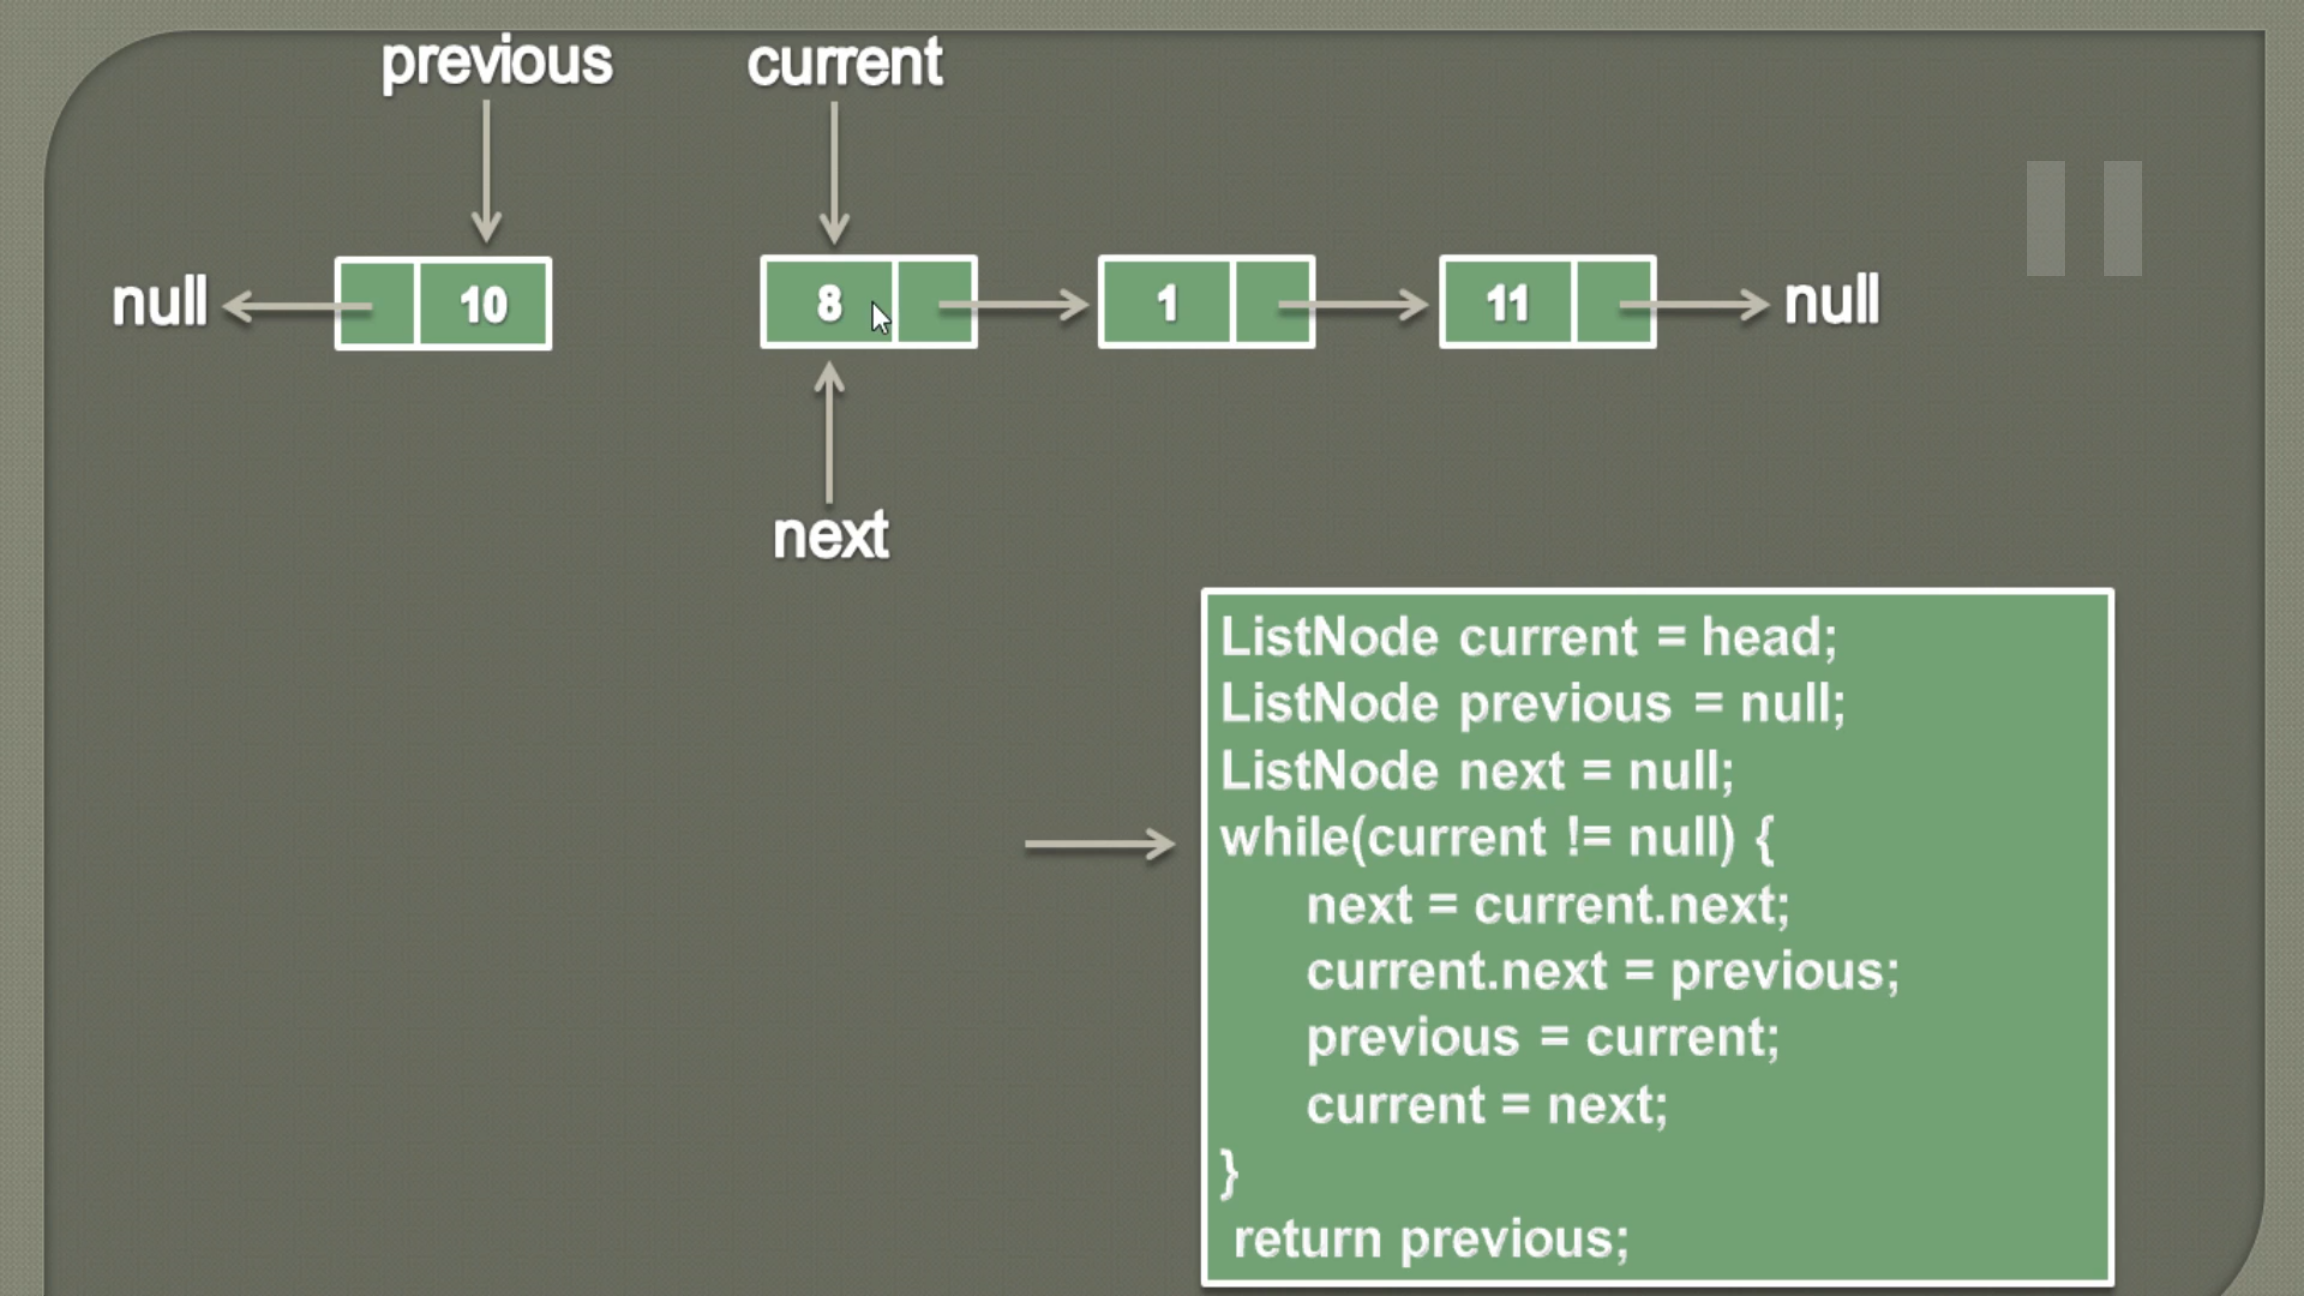 previous current
null 10 8 1 11 null
next
ListNode current = head;
ListNode previous = null;
ListNode next = null;
while(current != null) {
next = current.next;
current.next = previous;
previous = current;
current = next;
}
return previous;